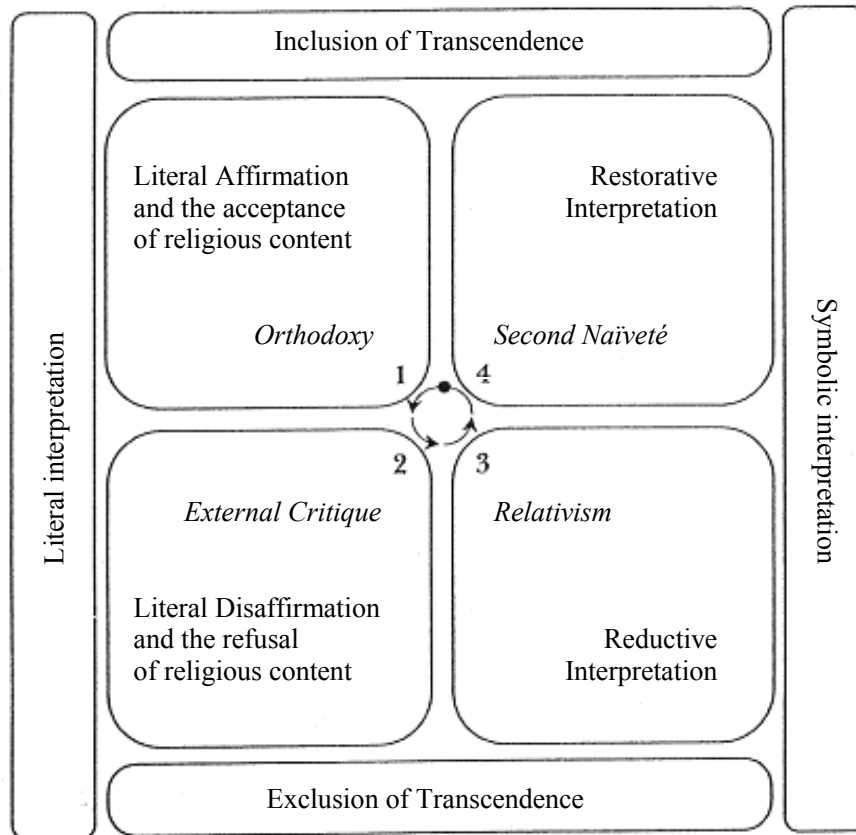 Inclusion of Transcendence
Literal interpretation
Literal Affirmation
and the acceptance
of religious content
Orthodoxy
1
Restorative
Interpretation
Second Naïveté
4
Symbolic interpretation
2
External Critique
Literal Disaffirmation
and the refusal
of religious content
3
Relativism
Reductive
Interpretation
Exclusion of Transcendence